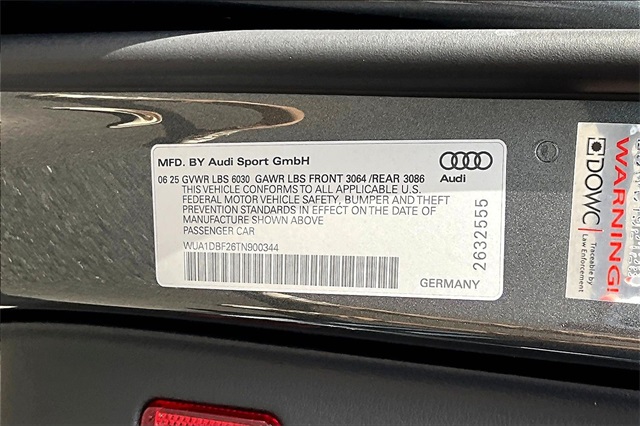 MFD. BY Audi Sport GmbH
06 25 GVWR LBS 6030 GAWR LBS FRONT 3064 /REAR 3086
THIS VEHICLE CONFORMS TO ALL APPLICABLE U.S.
FEDERAL MOTOR VEHICLE SAFETY, BUMPER AND THEFT
PREVENTION STANDARDS IN EFFECT ON THE DATE OF
MANUFACTURE SHOWN ABOVE
PASSENGER CAR
WUA1DBF26TN900344
Audi
2632555
GERMANY
WARNING!
DOWC
Traceable by
Law Enforcement